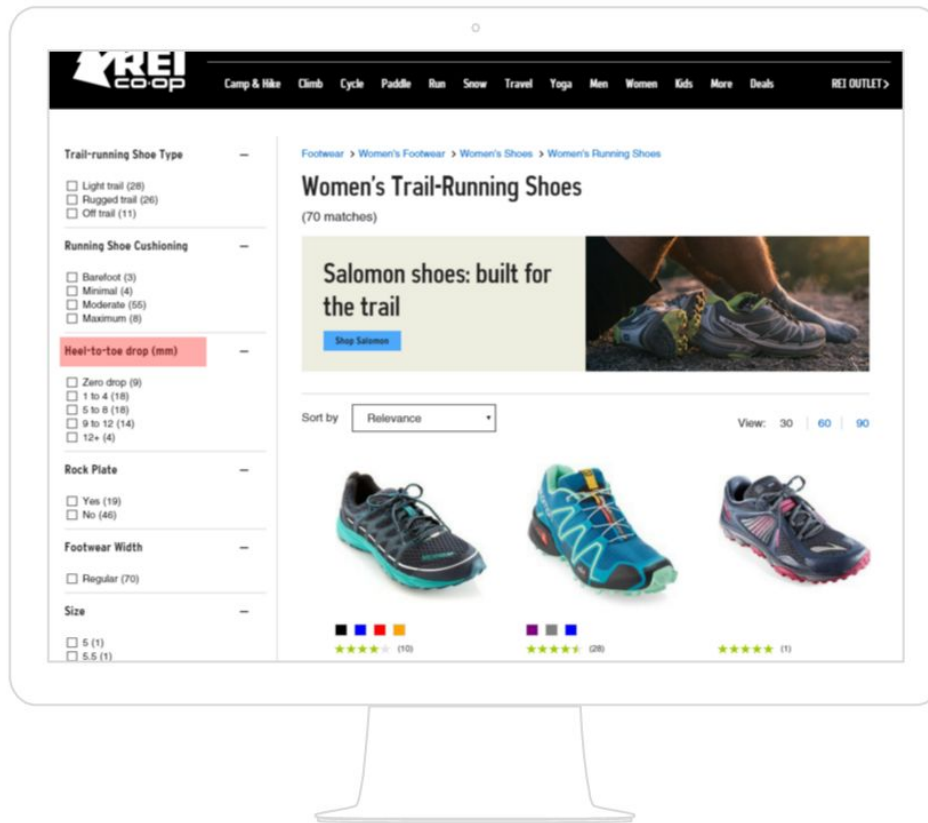 REI
CO·OP
Camp & Hike Climb Cycle Paddle Run Snow Travel Yoga Men Women Kids More Deals REI OUTLET >
Trail-running Shoe Type –
Light trail (28)
Rugged trail (26)
Off trail (11)
Running Shoe Cushioning –
Barefoot (3)
Minimal (4)
Moderate (55)
Maximum (8)
Heel-to-toe drop (mm) –
Zero drop (9)
1 to 4 (18)
5 to 8 (18)
9 to 12 (14)
12+ (4)
Rock Plate –
Yes (19)
No (46)
Footwear Width –
Regular (70)
Size –
5 (1)
5.5 (1)
Footwear > Women's Footwear > Women's Shoes > Women's Running Shoes
Women's Trail-Running Shoes
(70 matches)
Salomon shoes: built for
the trail
Shop Salomon
Sort by Relevance View: 30 | 60 | 90
(10) (28) (1)